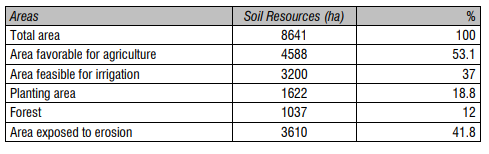 Areas Soil Resources (ha) %
Total area 8641 100
Area favorable for agriculture 4588 53.1
Area feasible for irrigation 3200 37
Planting area 1622 18.8
Forest 1037 12
Area exposed to erosion 3610 41.8